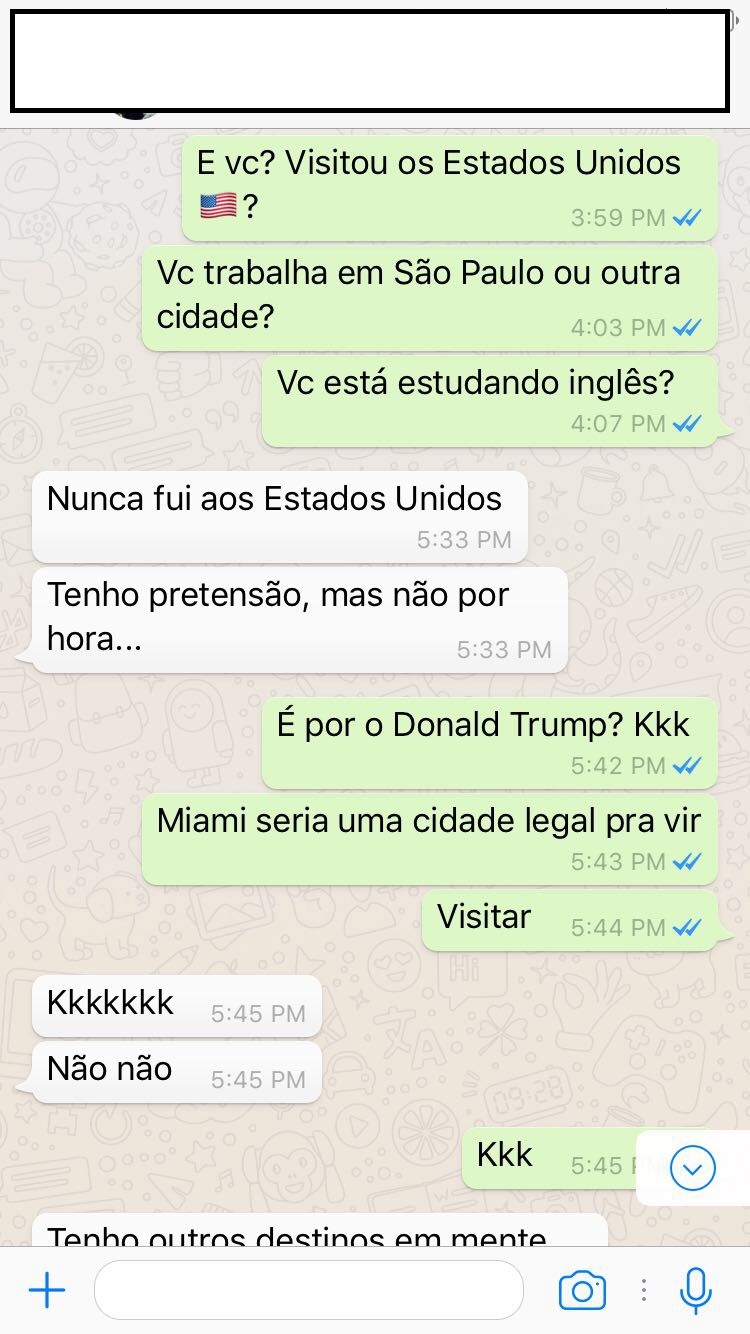 E vc? Visitou os Estados Unidos
🇺🇸?
3:59 PM
Vc trabalha em São Paulo ou outra
cidade?
4:03 PM
Vc está estudando inglês?
4:07 PM
Nunca fui aos Estados Unidos
5:33 PM
Tenho pretensão, mas não por
hora...
5:33 PM
É por o Donald Trump? Kkk
5:42 PM
Miami seria uma cidade legal pra vir
5:43 PM
Visitar 5:44 PM
Kkkkkkk 5:45 PM
Não não 5:45 PM
Kkk 5:45
Tenho outros destinos em mente